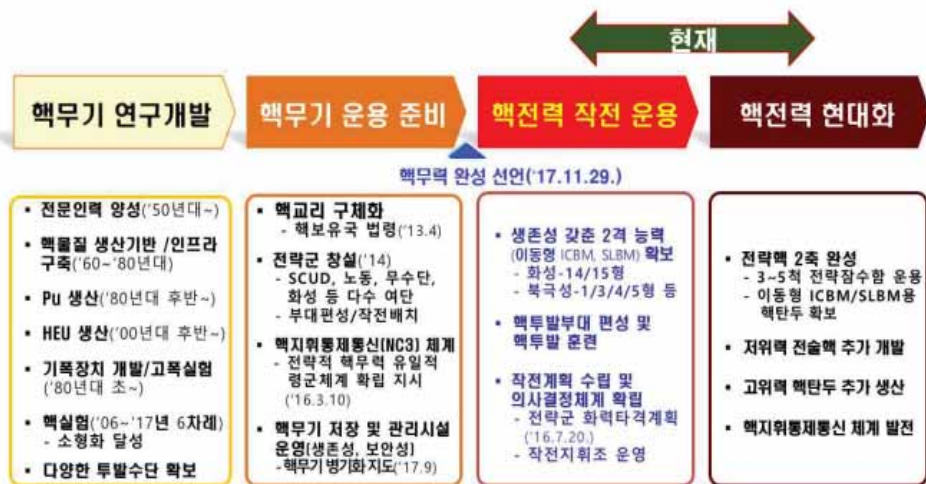 현재
핵무기 연구개발
핵무기 운용 준비
핵전력 작전 운용
핵전력 현대화
핵무력 완성 선언('17.11.29.)
▪ 전문인력 양성('50년대~)
▪ 핵물질 생산기반 /인프라
구축('60~'80년대)
▪ Pu 생산('80년대 후반~)
▪ HEU 생산('00년대 후반~)
▪ 기폭장치 개발/고폭실험
('80년대 초~)
▪ 핵실험('06~'17년 6차례)
- 소형화 달성
▪ 다양한 투발수단 확보
▪ 핵교리 구체화
- 핵보유국 법령('13.4)
▪ 전략군 창설('14)
- SCUD, 노동, 무수단,
화성 등 다수 여단
- 부대편성/작전배치
▪ 핵지휘통제통신(NC3) 체계
- 전략적 핵무력 유일적
령군체계 확립 지시
('16.3.10)
▪ 핵무기 저장 및 관리시설
운영(생존성, 보안성)
-핵무기 병기화 지도('17.9)
▪ 생존성 갖춘 2격 능력
(이동형 ICBM, SLBM) 확보
- 화성-14/15형
- 북극성-1/3/4/5형 등
▪ 핵투발부대 편성 및
핵투발 훈련
▪ 작전계획 수립 및
의사결정체계 확립
- 전략군 화력타격계획
('16.7.20.)
- 작전지휘조 운영
▪ 전략핵 2축 완성
- 3~5척 전략잠수함 운용
- 이동형 ICBM/SLBM용
핵탄두 확보
▪ 저위력 전술핵 추가 개발
▪ 고위력 핵탄두 추가 생산
▪ 핵지휘통제통신 체계 발전